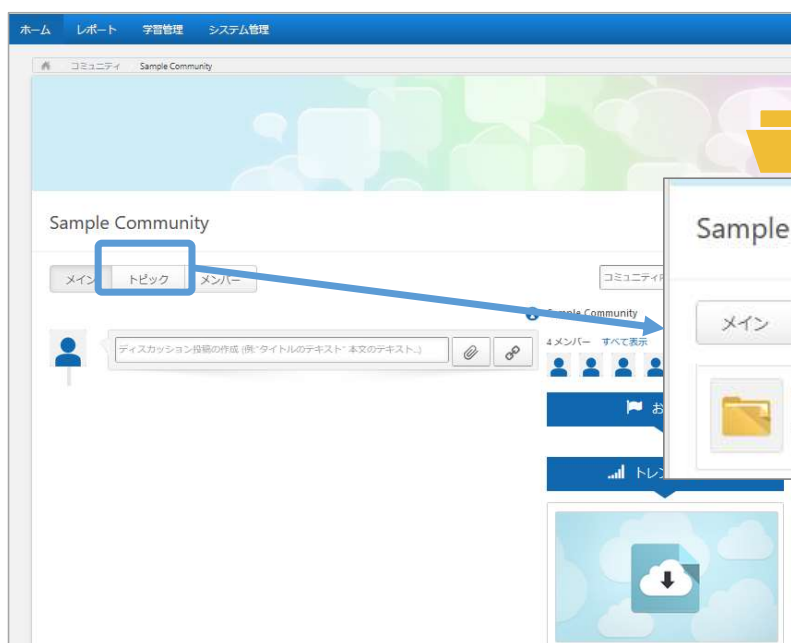 ホーム レポート 学習管理 システム管理
コミュニティ Sample Community
Sample Community
Sample
メイン トピック メンバー
コミュニティ
メイン
Sample Community
4 メンバー すべて表示
ディスカッション投稿の作成 (例:"タイトルのテキスト" 本文のテキスト...)
お
トレン